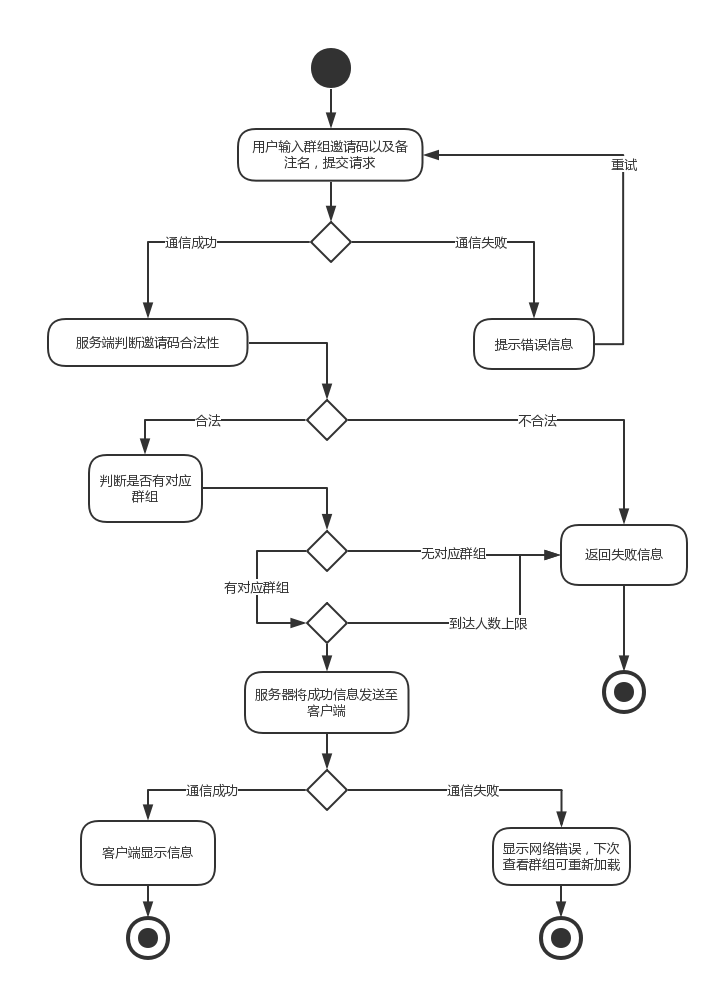 用户输入群组邀请码以及备
注名，提交请求
重试
通信成功
通信失败
服务端判断邀请码合法性
提示错误信息
合法
不合法
判断是否有对应
群组
无对应群组
返回失败信息
有对应群组
到达人数上限
服务器将成功信息发送至
客户端
通信成功
通信失败
客户端显示信息
显示网络错误，下次
查看群组可重新加载